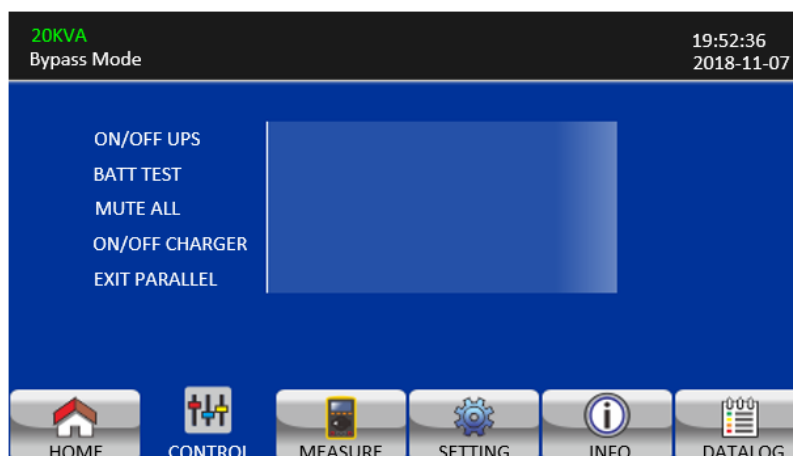 20KVA
Bypass Mode
19:52:36
2018-11-07
ON/OFF UPS
BATT TEST
MUTE ALL
ON/OFF CHARGER
EXIT PARALLEL
HOME
CONTROL
MEASURE
SETTING
INFO
DATALOG